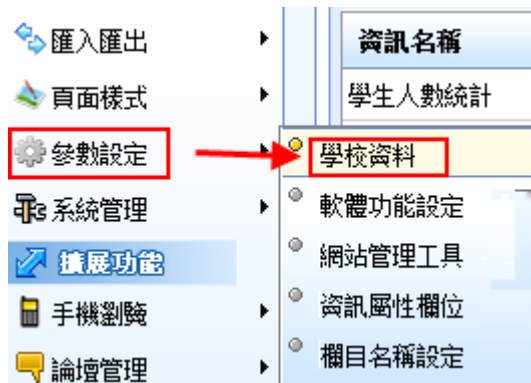 匯入匯出
頁面樣式
參數設定
系統管理
擴展功能
手機瀏覽
論壇管理
資訊名稱
學生人數統計
學校資料
軟體功能設定
網站管理工具
資訊屬性欄位
欄目名稱設定